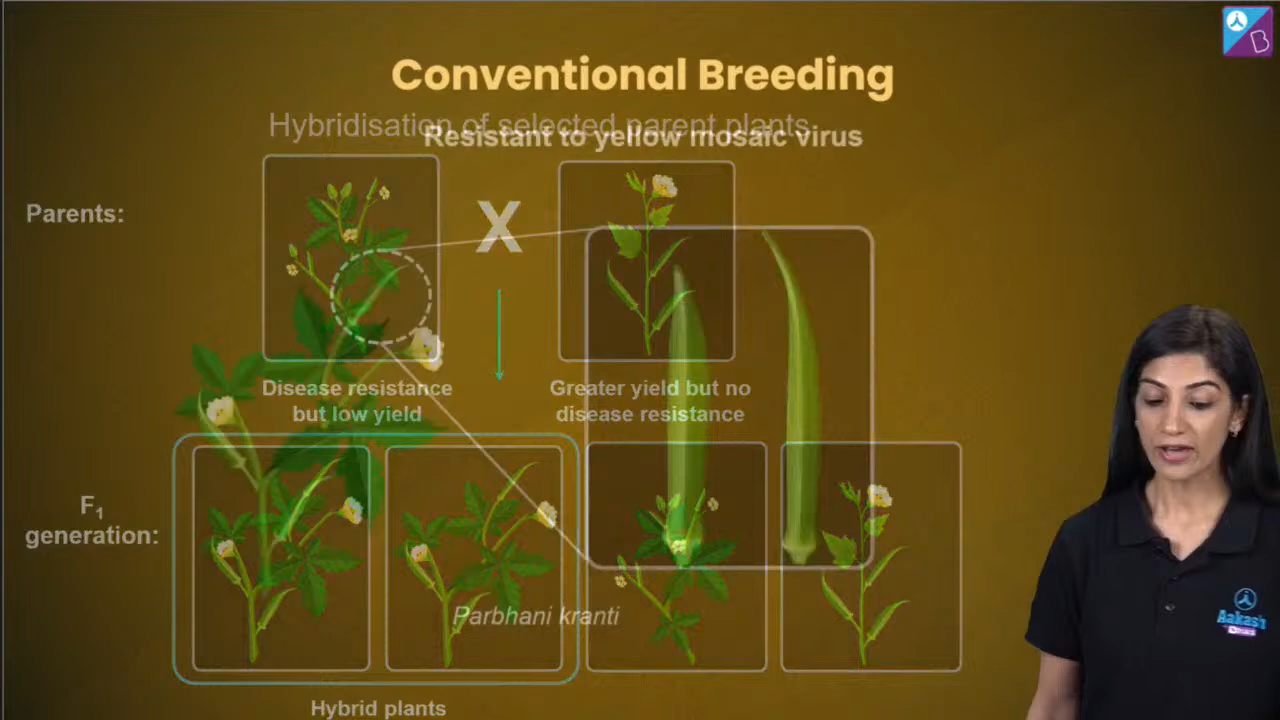 Conventional Breeding
Hybridisation of selected parent plants
Resistant to yellow mosaic virus
Parents:
X
Disease resistance
but low yield
Greater yield but no
disease resistance
F1
generation:
Parbhani kranti
Hybrid plants
Aakash